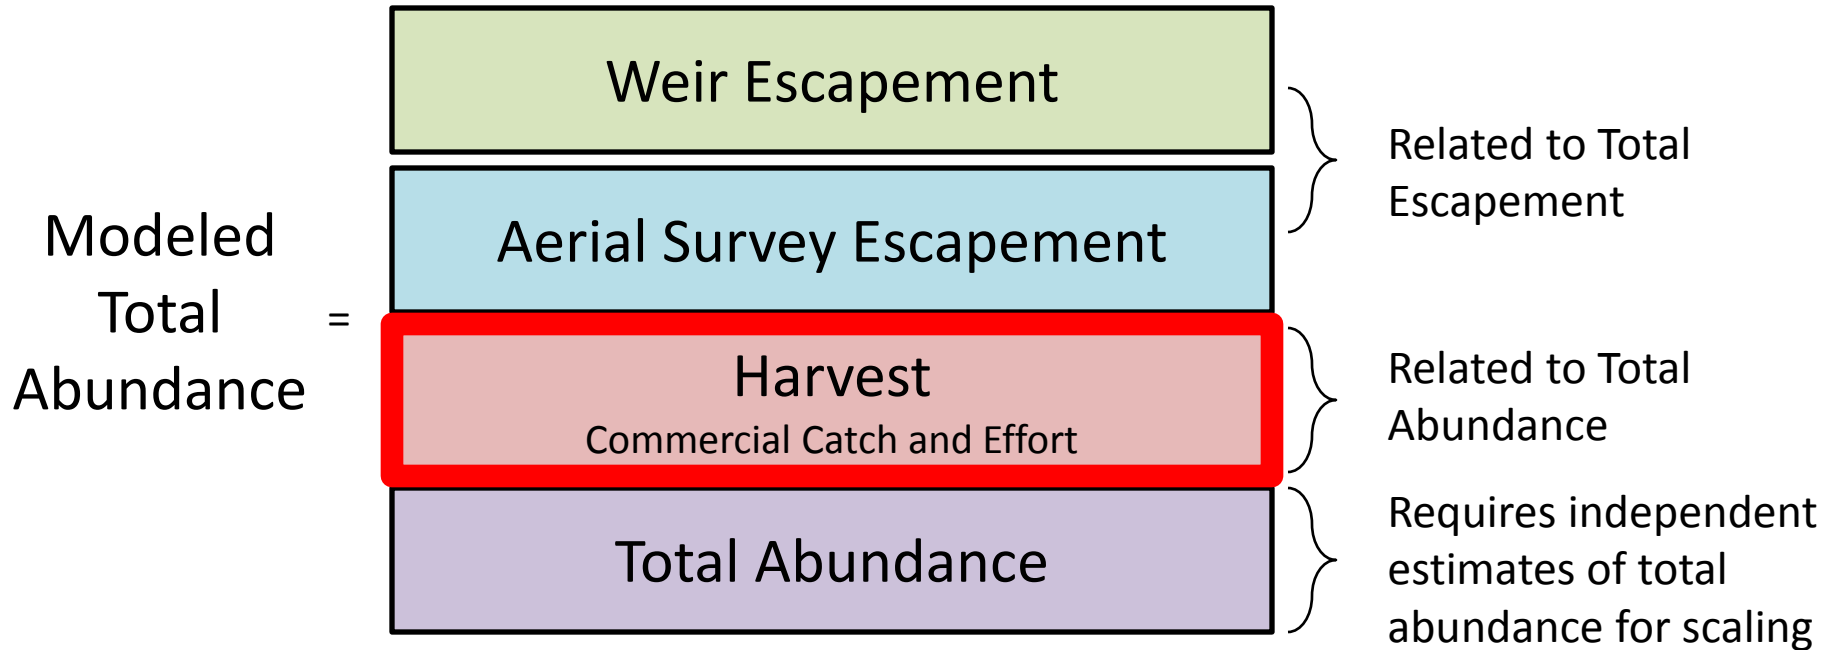 Modeled
Total
Abundance
=
Weir Escapement
Aerial Survey Escapement
Harvest
Commercial Catch and Effort
Total Abundance
Related to Total
Escapement
Related to Total
Abundance
Requires independent
estimates of total
abundance for scaling